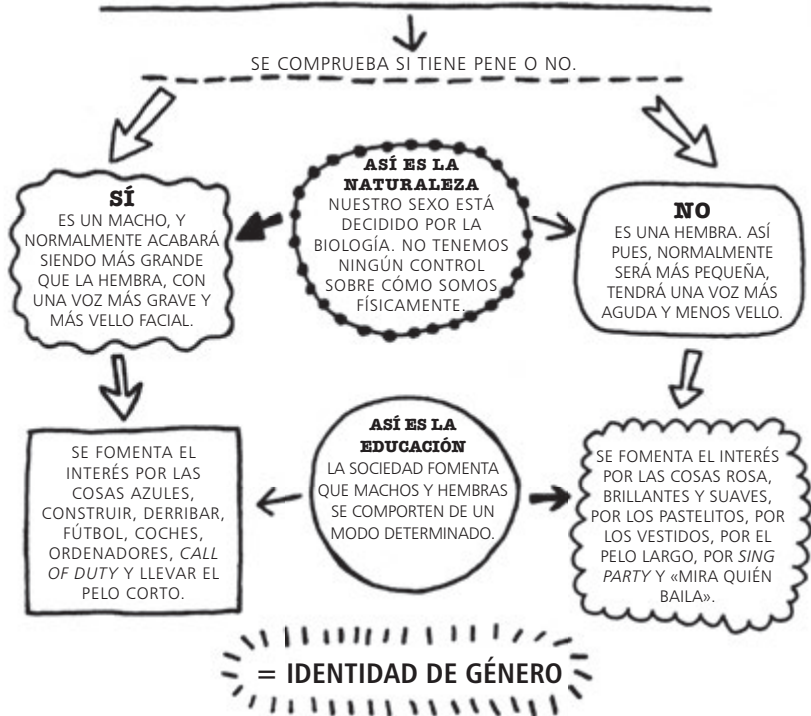 SE COMPRUEBA SI TIENE PENE O NO.
SÍ
ES UN MACHO, Y
NORMALMENTE ACABARÁ
SIENDO MÁS GRANDE
QUE LA HEMBRA, CON
UNA VOZ MÁS GRAVE Y
MÁS VELLO FACIAL.
ASÍ ES LA
NATURALEZA
NUESTRO SEXO ESTÁ
DECIDIDO POR LA
BIOLOGÍA. NO TENEMOS
NINGÚN CONTROL
SOBRE CÓMO SOMOS
FÍSICAMENTE.
NO
ES UNA HEMBRA. ASÍ
PUES, NORMALMENTE
SERÁ MÁS PEQUEÑA,
TENDRÁ UNA VOZ MÁS
AGUDA Y MENOS VELLO.
SE FOMENTA EL
INTERÉS POR LAS
COSAS AZULES,
CONSTRUIR, DERRIBAR,
FÚTBOL, COCHES,
ORDENADORES, CALL
OF DUTY Y LLEVAR EL
PELO CORTO.
ASÍ ES LA
EDUCACIÓN
LA SOCIEDAD FOMENTA
QUE MACHOS Y HEMBRAS
SE COMPORTEN DE UN
MODO DETERMINADO.
SE FOMENTA EL INTERÉS
POR LAS COSAS ROSA,
BRILLANTES Y SUAVES,
POR LOS PASTELITOS, POR
LOS VESTIDOS, POR EL
PELO LARGO, POR SING
PARTY Y «MIRA QUIÉN
BAILA».
= IDENTIDAD DE GÉNERO